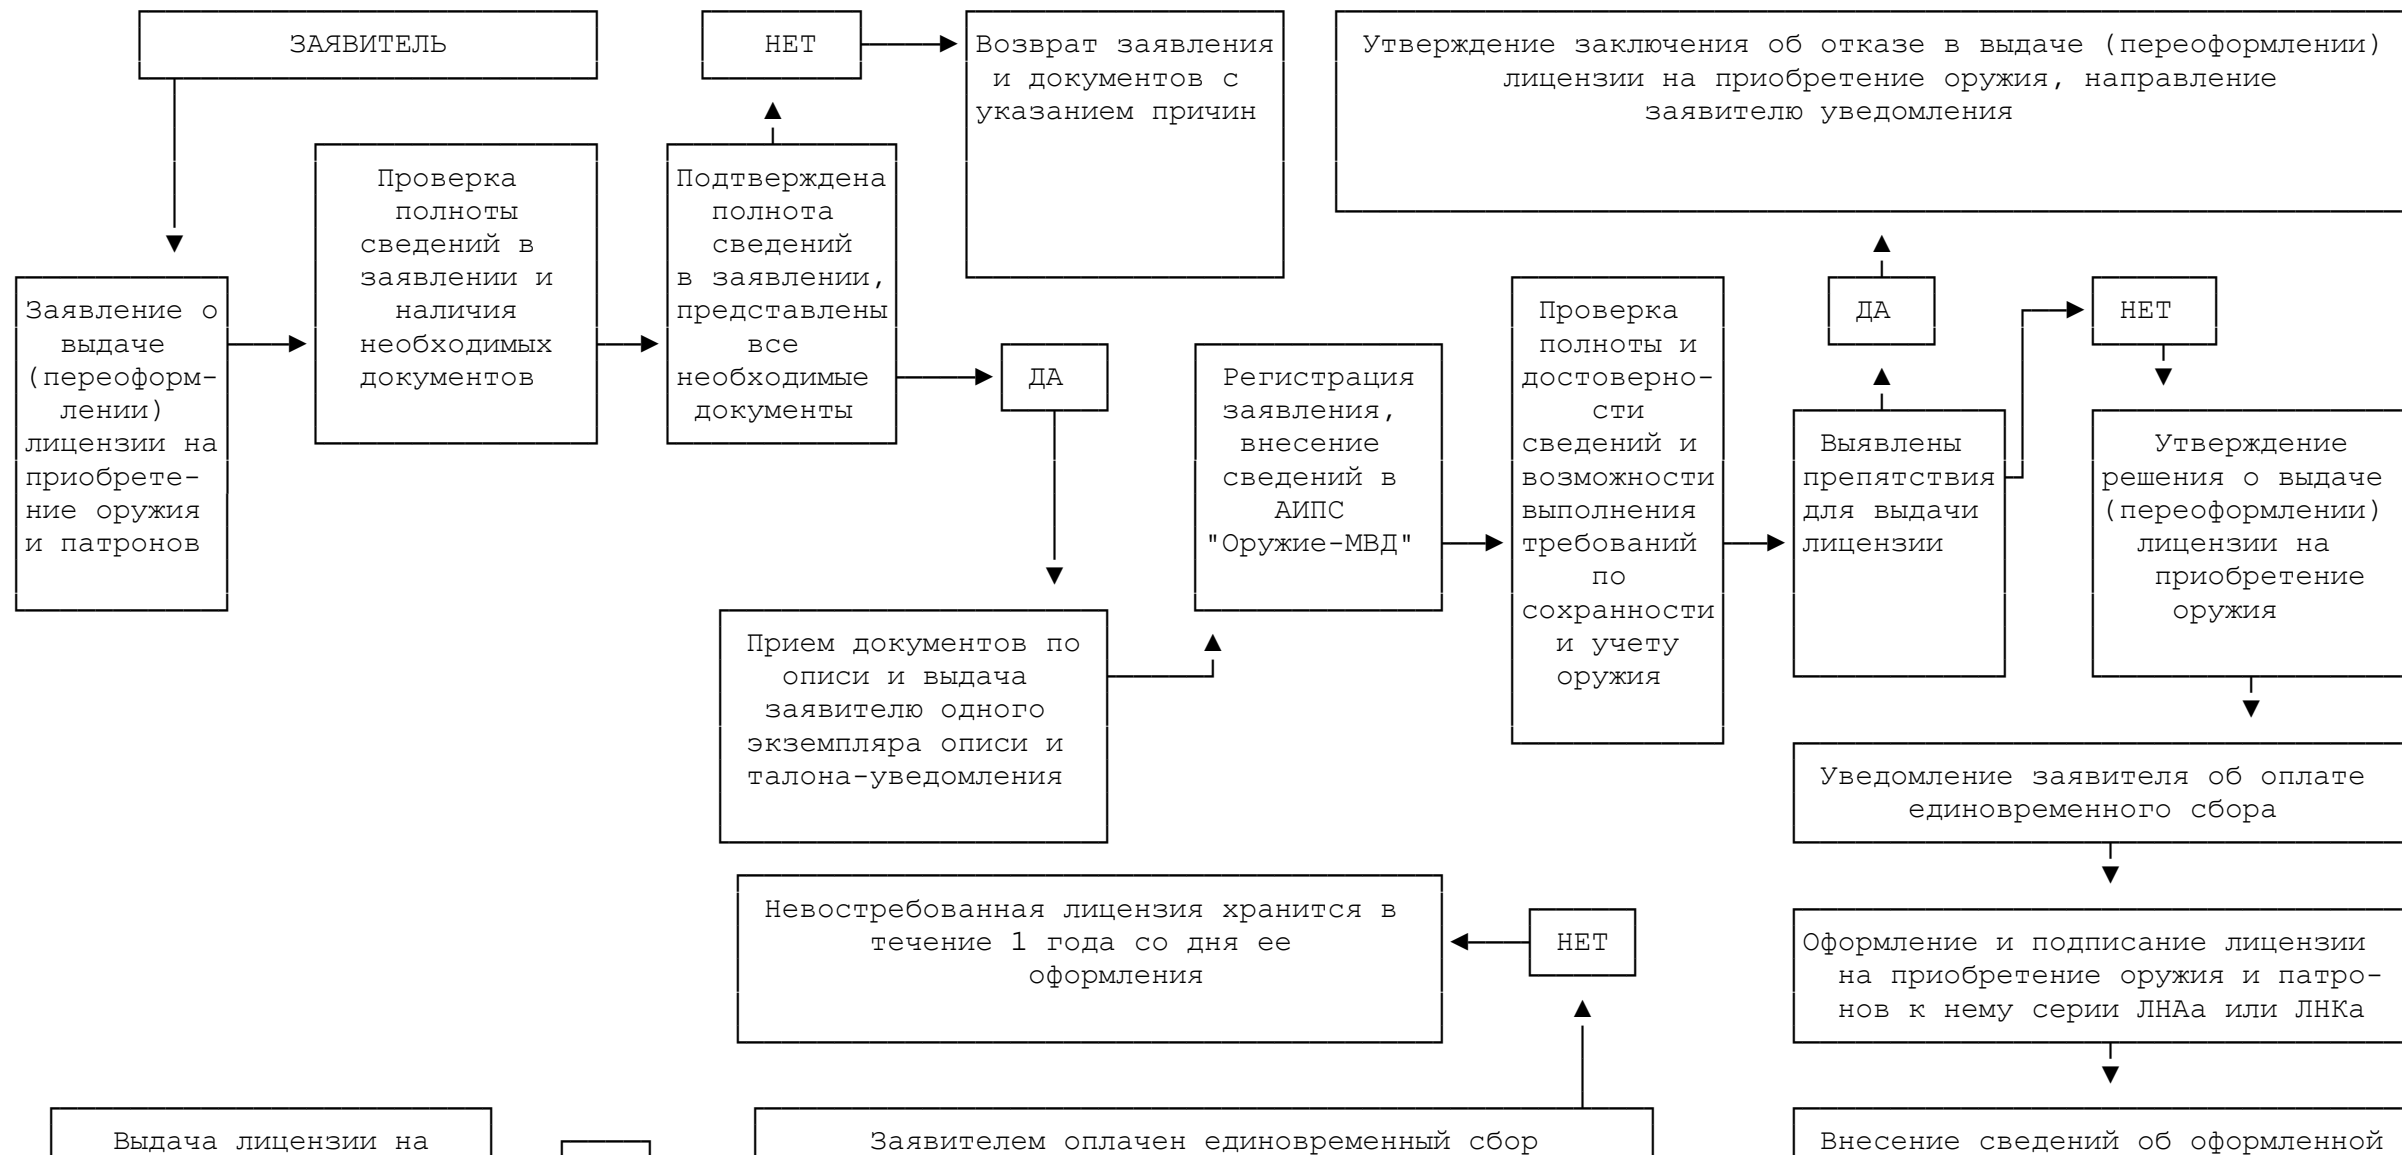 ЗАЯВИТЕЛЬ
НЕТ
Возврат заявления
и документов с
указанием причин
Утверждение заключения об отказе в выдаче (переоформлении)
лицензии на приобретение оружия, направление
заявителю уведомления
Заявление о
выдаче
(переоформ-
лении)
лицензии на
приобрете-
ние оружия
и патронов
Проверка
полноты
сведений в
заявлении и
наличия
необходимых
документов
Подтверждена
полнота
сведений
в заявлении,
представлены
все
необходимые
документы
ДА
Прием документов по
описи и выдача
заявителю одного
экземпляра описи и
талона-уведомления
Регистрация
заявления,
внесение
сведений в
АИПС
"Оружие-МВД"
Проверка
полноты и
достоверно-
сти
сведений и
возможности
выполнения
требований
по
сохранности
и учету
оружия
ДА
Выявлены
препятствия
для выдачи
лицензии
НЕТ
Утверждение
решения о выдаче
(переоформлении)
лицензии на
приобретение
оружия
Уведомление заявителя об оплате
единовременного сбора
Невостребованная лицензия хранится в
течение 1 года со дня ее
оформления
НЕТ
Оформление и подписание лицензии
на приобретение оружия и патро-
нов к нему серии ЛНАа или ЛНКа
Выдача лицензии на
Заявителем оплачен единовременный сбор
Внесение сведений об оформленной